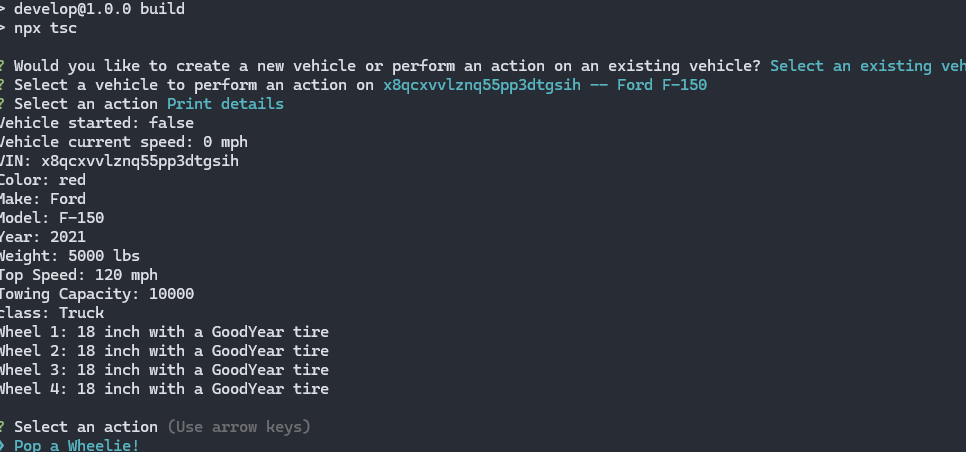 > develop@1.0.0 build
> npx tsc
? Would you like to create a new vehicle or perform an action on an existing vehicle? Select an existing veh
? Select a vehicle to perform an action on x8qcxvvlznq55pp3dtgsih -- Ford F-150
? Select an action Print details
Vehicle started: false
Vehicle current speed: 0 mph
VIN: x8qcxvvlznq55pp3dtgsih
Color: red
Make: Ford
Model: F-150
Year: 2021
Weight: 5000 lbs
Top Speed: 120 mph
Towing Capacity: 10000
class: Truck
Wheel 1: 18 inch with a GoodYear tire
Wheel 2: 18 inch with a GoodYear tire
Wheel 3: 18 inch with a GoodYear tire
Wheel 4: 18 inch with a GoodYear tire
? Select an action (Use arrow keys)
❯ Pop a Wheelie!